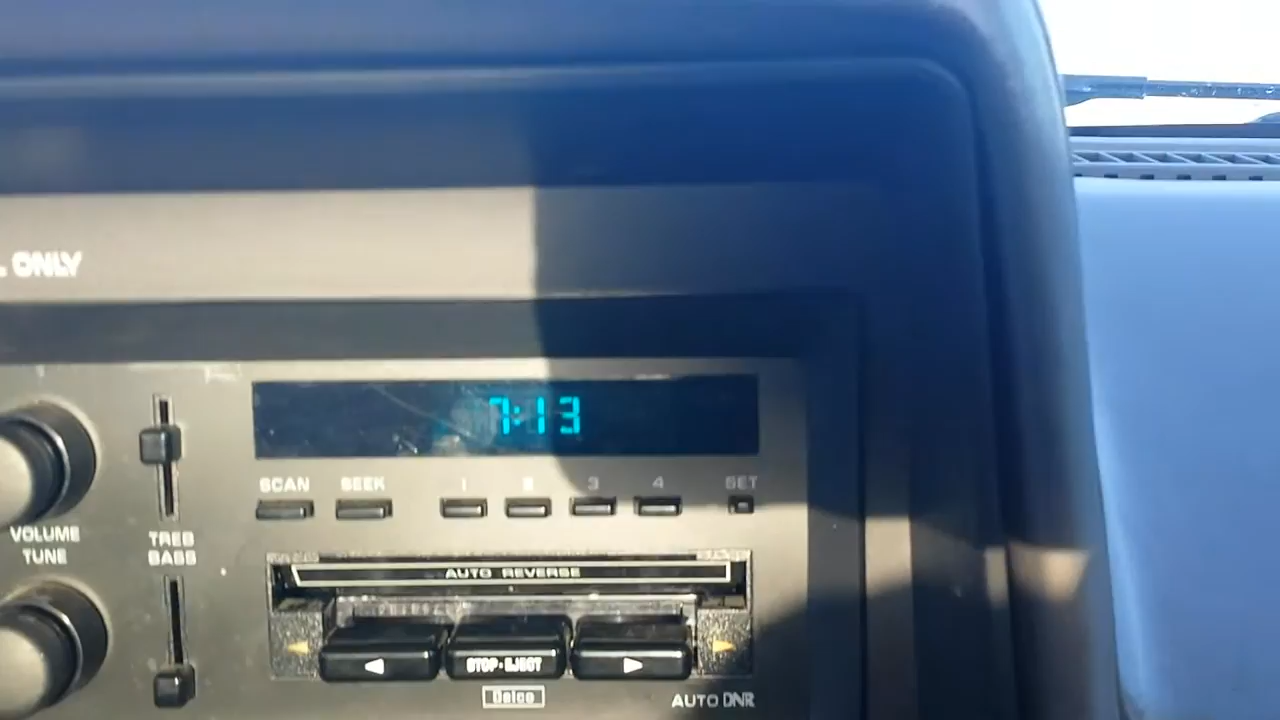 . ONLY
7:13
SCAN SEEK 1 2 3 4 SET
VOLUME
TUNE
TREB
BASS
AUTO REVERSE
STOP·EJECT
Delco
AUTO DNR